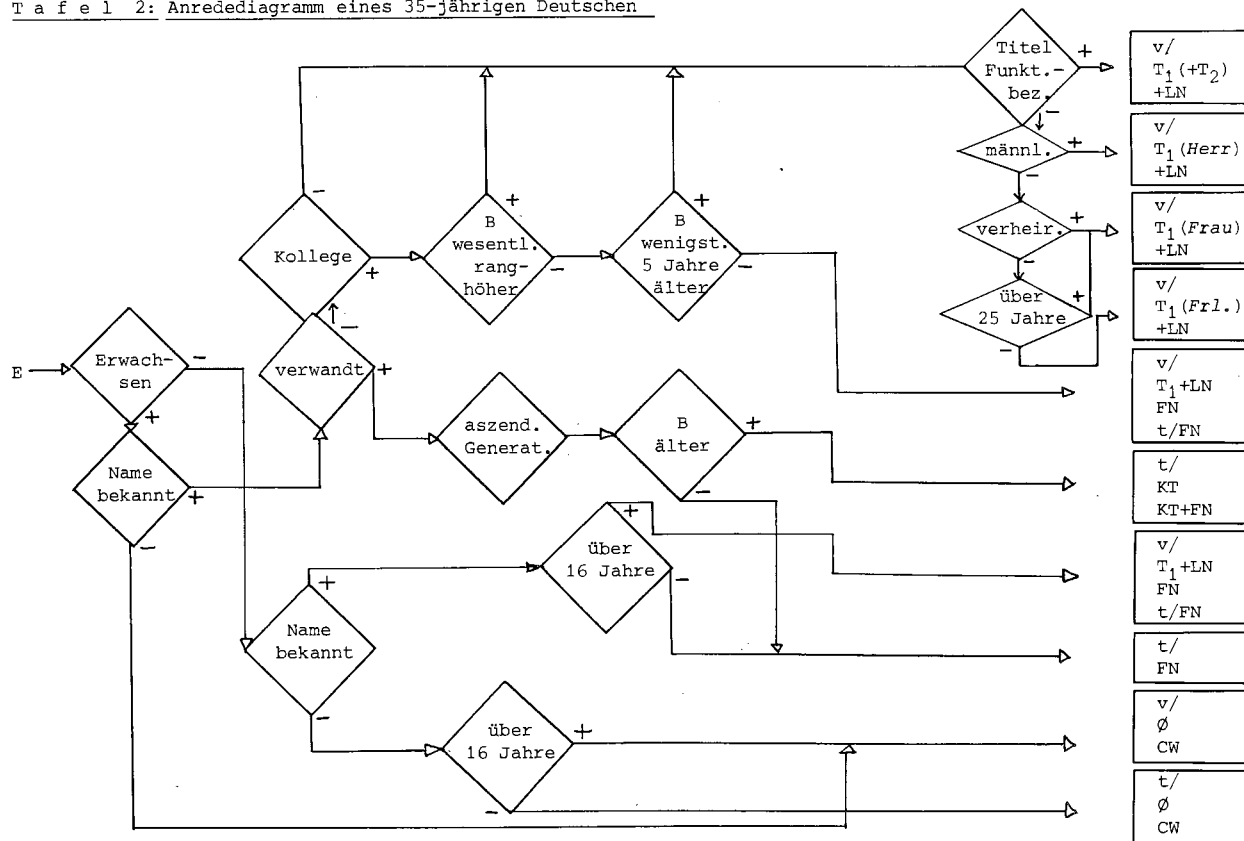 T a f e l 2: Anredediagramm eines 35-jährigen Deutschen
Titel
Funkt.-
bez.
+
−
v/
T1(+T2)
+LN
männl.
+
−
v/
T1(Herr)
+LN
verheir.
+
−
v/
T1(Frau)
+LN
über
25 Jahre
+
−
v/
T1(Frl.)
+LN
−
Kollege
+
+
B
wesentl.
rang-
höher
−
+
B
wenigst.
5 Jahre
älter
−
v/
T1+LN
FN
t/FN
E
Erwach-
sen
−
+
−
verwandt
+
aszend.
Generat.
B
älter
+
−
t/
KT
KT+FN
Name
bekannt
+
−
über
16 Jahre
+
−
v/
T1+LN
FN
t/FN
+
Name
bekannt
−
t/
FN
über
16 Jahre
+
−
v/
Ø
CW
t/
Ø
CW